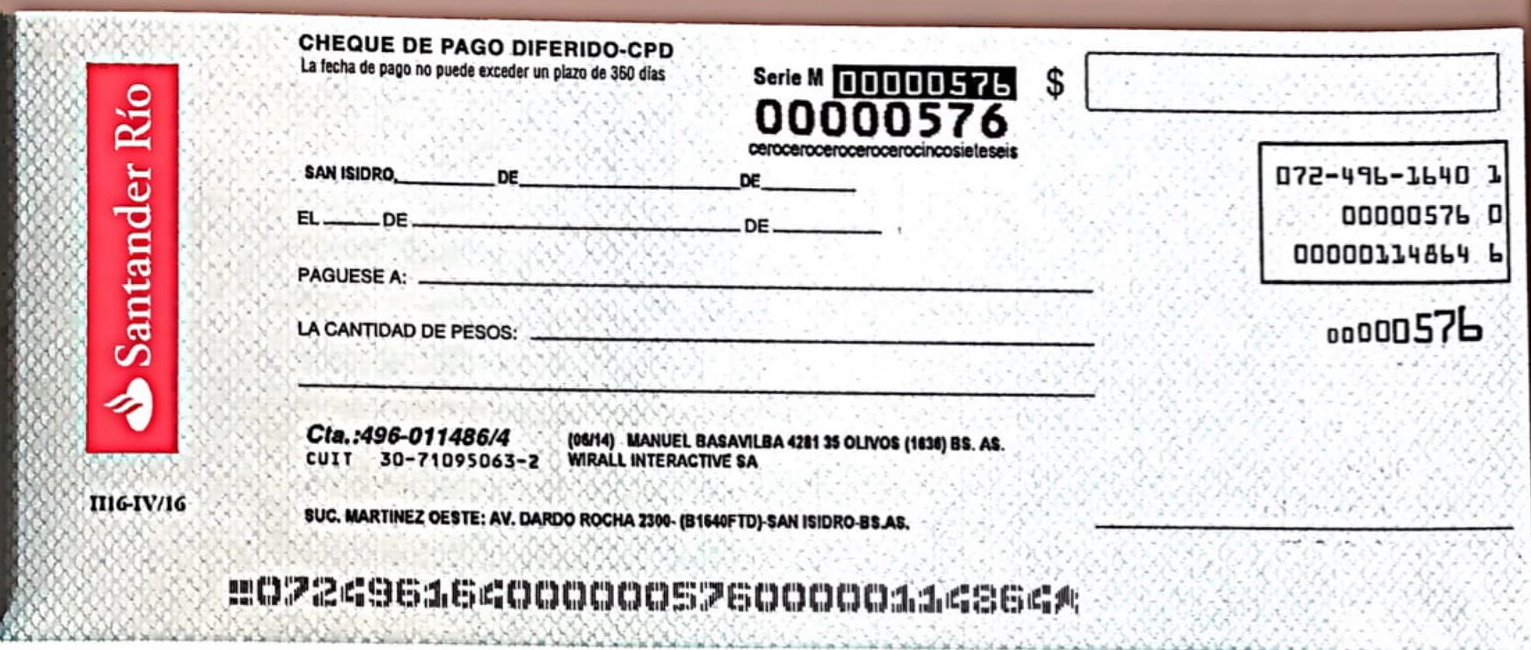 CHEQUE DE PAGO DIFERIDO-CPD
La fecha de pago no puede exceder un plazo de 360 días
Serie M 00000576
00000576
cerocerocerocerocerocincosieteseis
$
072-496-1640 1
00000576 0
00000114864 6
00000576
SAN ISIDRO, DE DE
EL DE DE
PAGUESE A:
LA CANTIDAD DE PESOS:
Santander Río
Cta.:496-011486/4
CUIT 30-71095063-2
(06/14) MANUEL BASAVILBA 4281 35 OLIVOS (1636) BS. AS.
WIRALL INTERACTIVE SA
III6-IV/16
SUC. MARTINEZ OESTE: AV. DARDO ROCHA 2300- (B1640FTD)-SAN ISIDRO-BS.AS.
07249616400000057600000114864